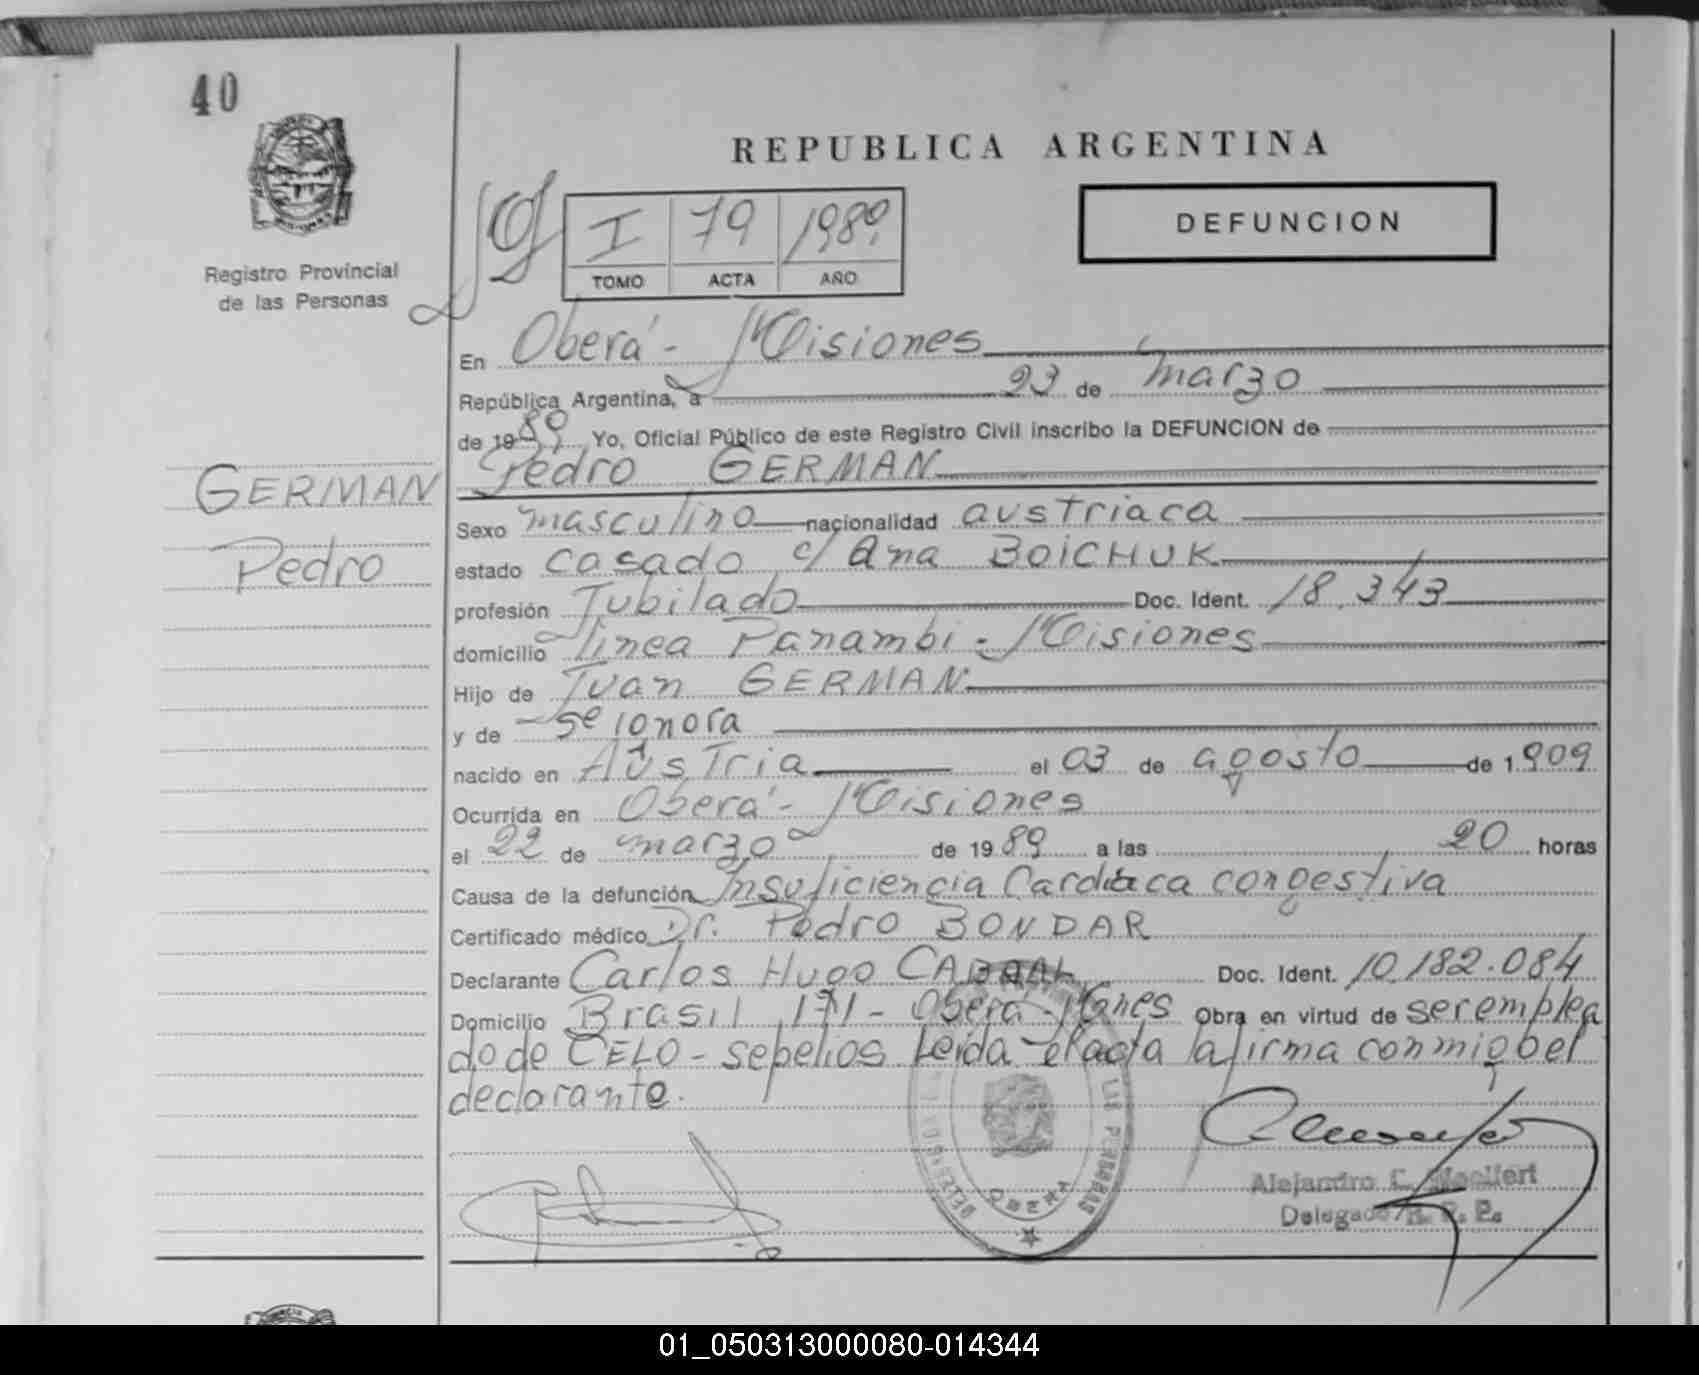 40
REPUBLICA ARGENTINA
DEFUNCION
I 79 1989
TOMO ACTA AÑO
Registro Provincial
de las Personas
En Oberá - Misiones
República Argentina, a 23 de marzo
de 1989 Yo, Oficial Público de este Registro Civil inscribo la DEFUNCION de
Pedro GERMAN
GERMAN
Pedro
Sexo masculino nacionalidad austriaca
estado casado c/ Ana BOICHUK
profesión Jubilado Doc. Ident. 18.343
domicilio línea Panambi - Misiones
Hijo de Juan GERMAN
y de se ignora
nacido en Austria el 03 de agosto de 1909
Ocurrida en Oberá - Misiones
el 22 de marzo de 1989 a las 20 horas
Causa de la defunción Insuficiencia Cardiaca congestiva
Certificado médico Dr. Pedro BONDAR
Declarante Carlos Hugo CABRAL Doc. Ident. 10.182.084
Domicilio Brasil 171 - Oberá - Mnes Obra en virtud de ser emplea
do de CELO - sepelios Leida el acta la firma conmigo el
declarante.
LAS PERSONAS
OBERA
Alejandro C.
Delegado R. P. P.
01_050313000080-014344